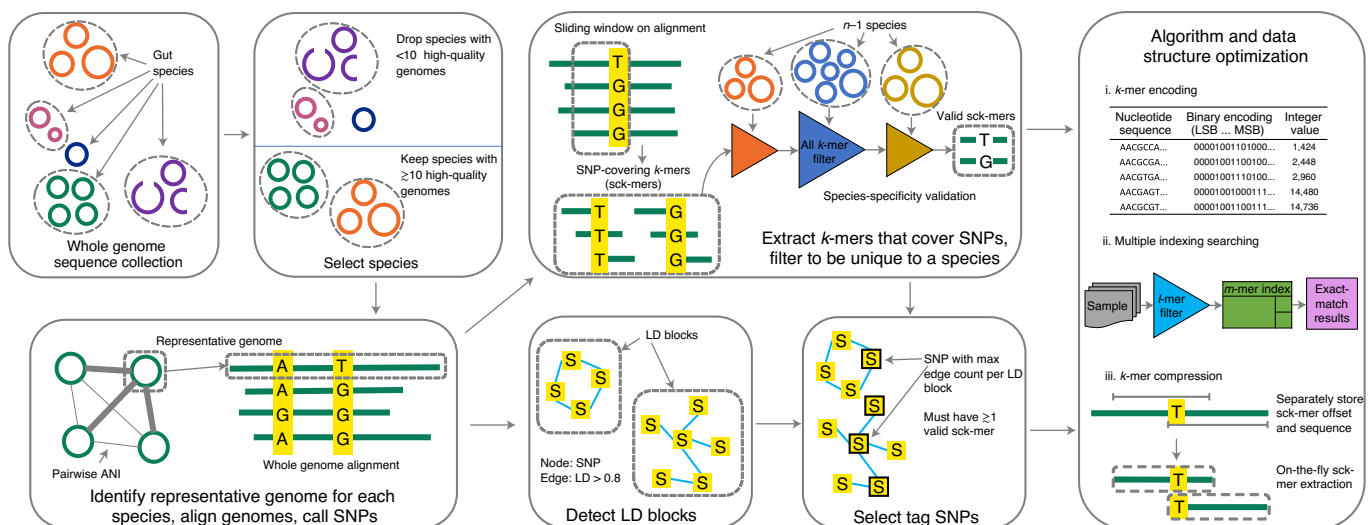 Gut
species
Whole genome
sequence collection
Drop species with
<10 high-quality
genomes
Keep species with
≳10 high-quality
genomes
Select species
Sliding window on alignment
T
G
G
G
SNP-covering k-mers
(sck-mers)
T
T
T
G
G
G
n–1 species
All k-mer
filter
Species-specificity validation
Valid sck-mers
T
G
Extract k-mers that cover SNPs,
filter to be unique to a species
Algorithm and data
structure optimization
i. k-mer encoding
Nucleotide sequence Binary encoding (LSB ... MSB) Integer value
AACGCCA... 00001001101000... 1,424
AACGCGA... 00001001100100... 2,448
AACGTGA... 00001001110100... 2,960
AACGAGT... 00001001000111... 14,480
AACGCGT... 00001001100111... 14,736
ii. Multiple indexing searching
Sample
l-mer
filter
m-mer index
Exact-
match
results
iii. k-mer compression
T
Separately store
sck-mer offset
and sequence
On-the-fly sck-
mer extraction
T
T
Representative genome
A T
A G
G G
A G
Pairwise ANI
Whole genome alignment
Identify representative genome for each
species, align genomes, call SNPs
LD blocks
S
S
S
S
S
S
S
S
S
S
S
Node: SNP
Edge: LD > 0.8
Detect LD blocks
S
S
S
S
S
S
S
S
S
S
S
SNP with max
edge count per LD
block
Must have ≳1
valid sck-mer
Select tag SNPs